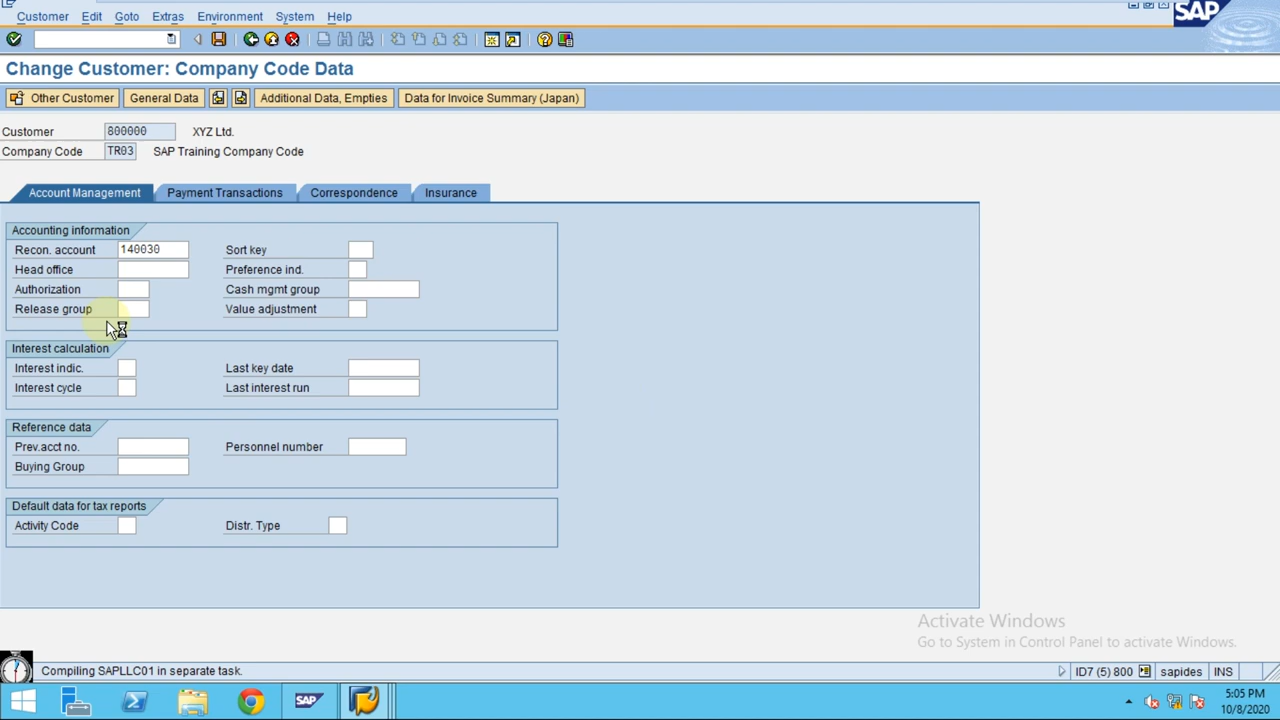 Customer Edit Goto Extras Environment System Help
SAP
Change Customer: Company Code Data
Other Customer General Data Additional Data, Empties Data for Invoice Summary (Japan)
Customer 800000 XYZ Ltd.
Company Code TR03 SAP Training Company Code
Account Management Payment Transactions Correspondence Insurance
Accounting information
Recon. account 140030 Sort key
Head office Preference ind.
Authorization Cash mgmt group
Release group Value adjustment
Interest calculation
Interest indic. Last key date
Interest cycle Last interest run
Reference data
Prev.acct no. Personnel number
Buying Group
Default data for tax reports
Activity Code Distr. Type
Activate Windows
Go to System in Control Panel to activate Windows.
Compiling SAPLLC01 in separate task. ID7 (5) 800 sapides INS
SAP
5:05 PM
10/8/2020